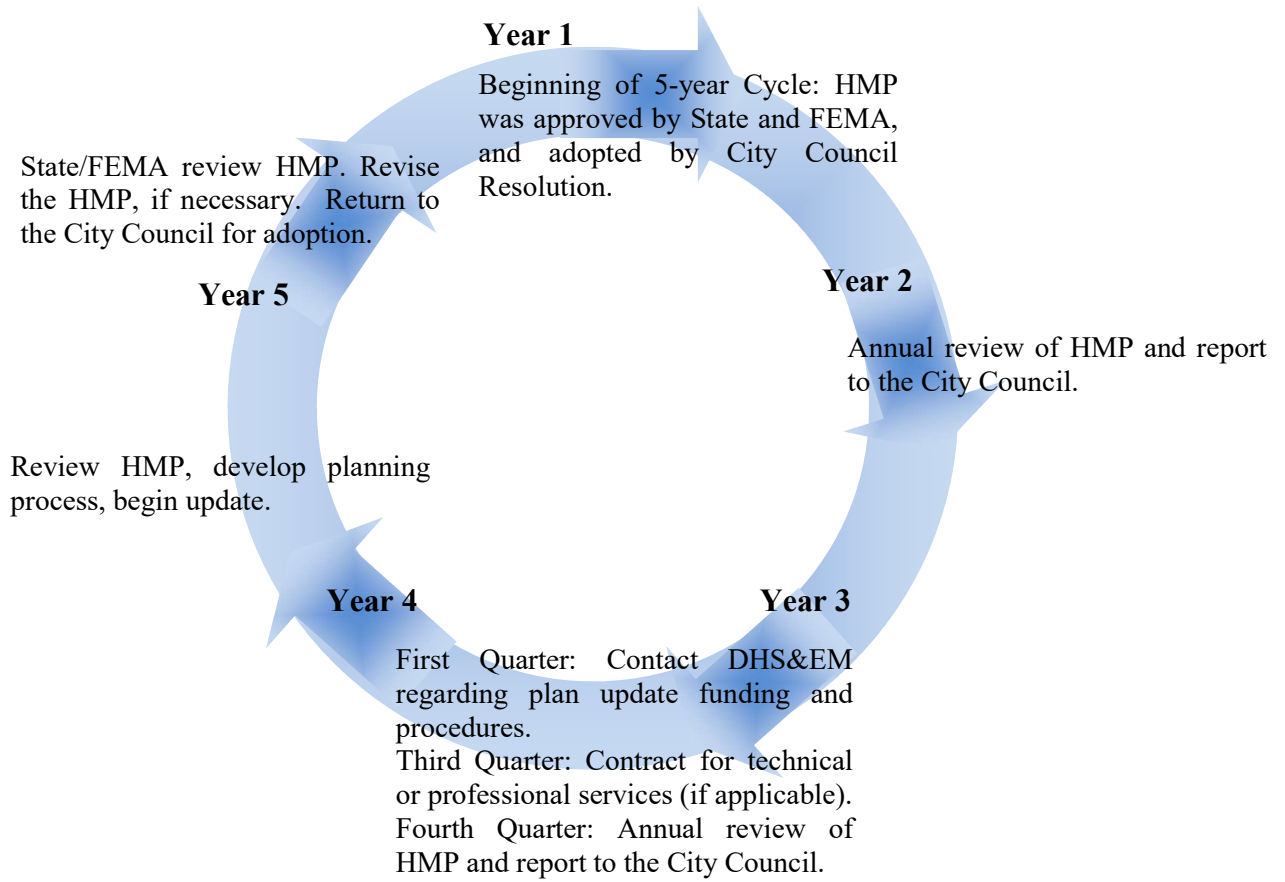 Year 1
Beginning of 5-year Cycle: HMP
was approved by State and FEMA,
and adopted by City Council
Resolution.
Year 2
Annual review of HMP and report
to the City Council.
Year 3
First Quarter: Contact DHS&EM
regarding plan update funding and
procedures.
Third Quarter: Contract for technical
or professional services (if applicable).
Fourth Quarter: Annual review of
HMP and report to the City Council.
Year 4
Review HMP, develop planning
process, begin update.
Year 5
State/FEMA review HMP. Revise
the HMP, if necessary. Return to
the City Council for adoption.